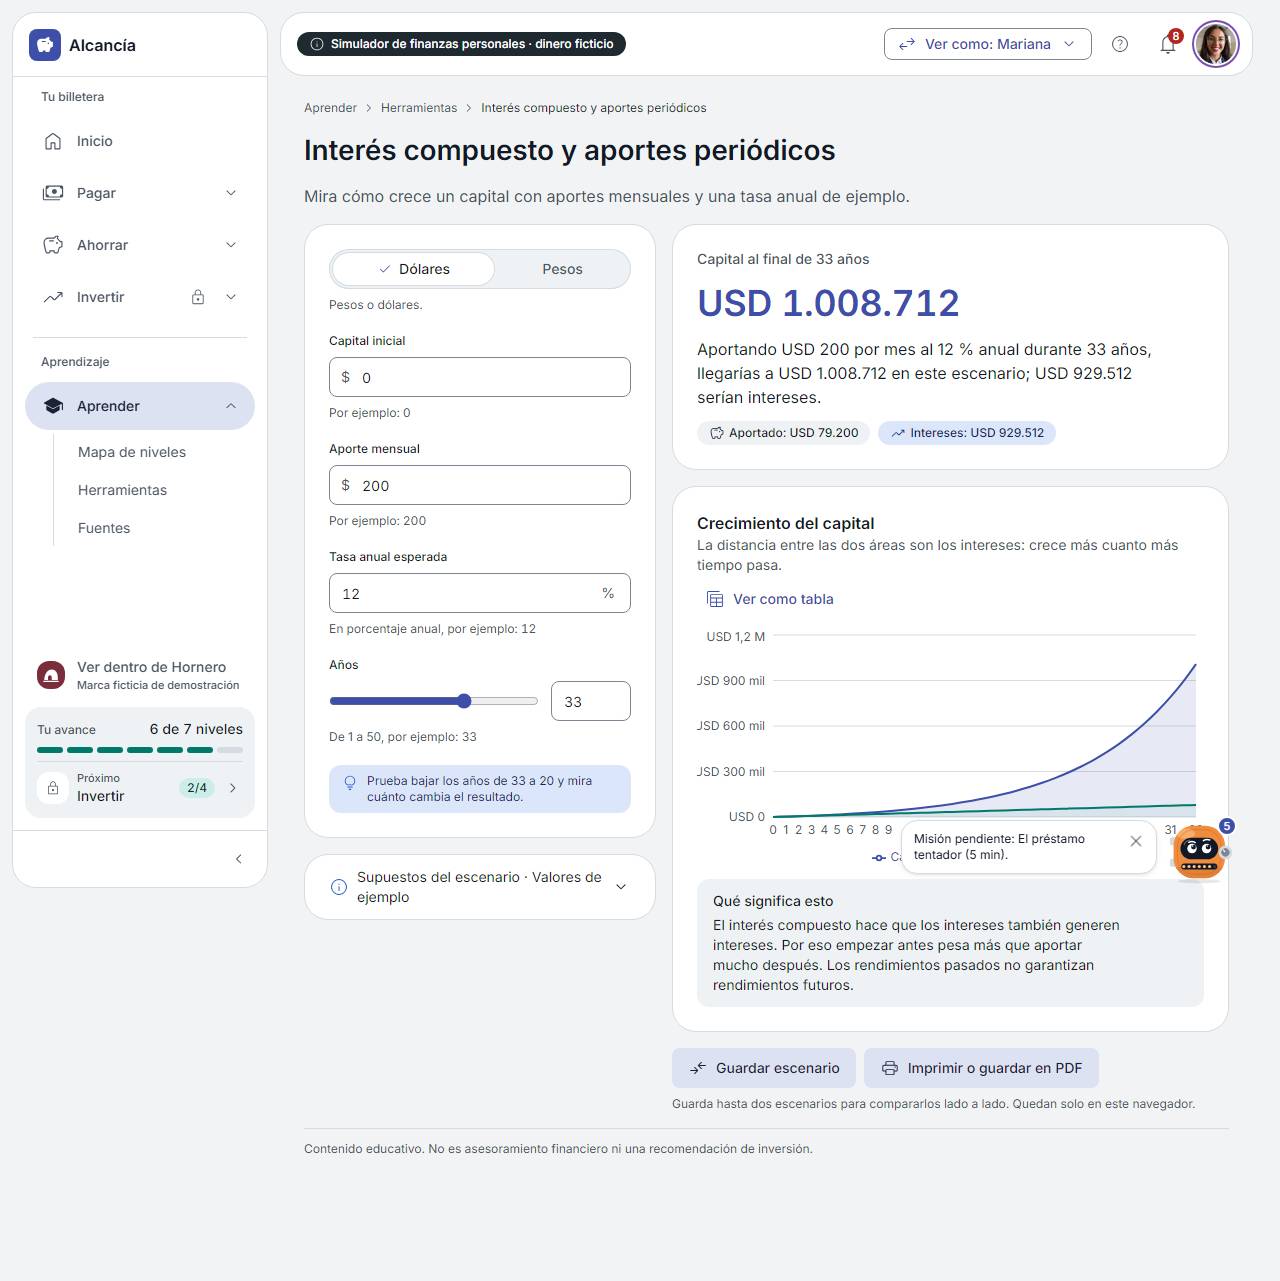 Alcancía
Simulador de finanzas personales · dinero ficticio
Ver como: Mariana
8
Tu billetera
Inicio
Pagar
Ahorrar
Invertir
Aprendizaje
Aprender
Mapa de niveles
Herramientas
Fuentes
Ver dentro de Hornero
Marca ficticia de demostración
Tu avance
6 de 7 niveles
Próximo
Invertir
2/4
Aprender
Herramientas
Interés compuesto y aportes periódicos
Interés compuesto y aportes periódicos
Mira cómo crece un capital con aportes mensuales y una tasa anual de ejemplo.
Dólares
Pesos
Pesos o dólares.
Capital inicial
$ 0
Por ejemplo: 0
Aporte mensual
$ 200
Por ejemplo: 200
Tasa anual esperada
12 %
En porcentaje anual, por ejemplo: 12
Años
33
De 1 a 50, por ejemplo: 33
Prueba bajar los años de 33 a 20 y mira
cuánto cambia el resultado.
Supuestos del escenario · Valores de
ejemplo
Capital al final de 33 años
USD 1.008.712
Aportando USD 200 por mes al 12 % anual durante 33 años,
llegarías a USD 1.008.712 en este escenario; USD 929.512
serían intereses.
Aportado: USD 79.200
Intereses: USD 929.512
Crecimiento del capital
La distancia entre las dos áreas son los intereses: crece más cuanto más
tiempo pasa.
Ver como tabla
USD 1,2 M
USD 900 mil
USD 600 mil
USD 300 mil
USD 0
0 1 2 3 4 5 6 7 8 9
31
Misión pendiente: El préstamo
tentador (5 min).
5
Qué significa esto
El interés compuesto hace que los intereses también generen
intereses. Por eso empezar antes pesa más que aportar
mucho después. Los rendimientos pasados no garantizan
rendimientos futuros.
Guardar escenario
Imprimir o guardar en PDF
Guarda hasta dos escenarios para compararlos lado a lado. Quedan solo en este navegador.
Contenido educativo. No es asesoramiento financiero ni una recomendación de inversión.